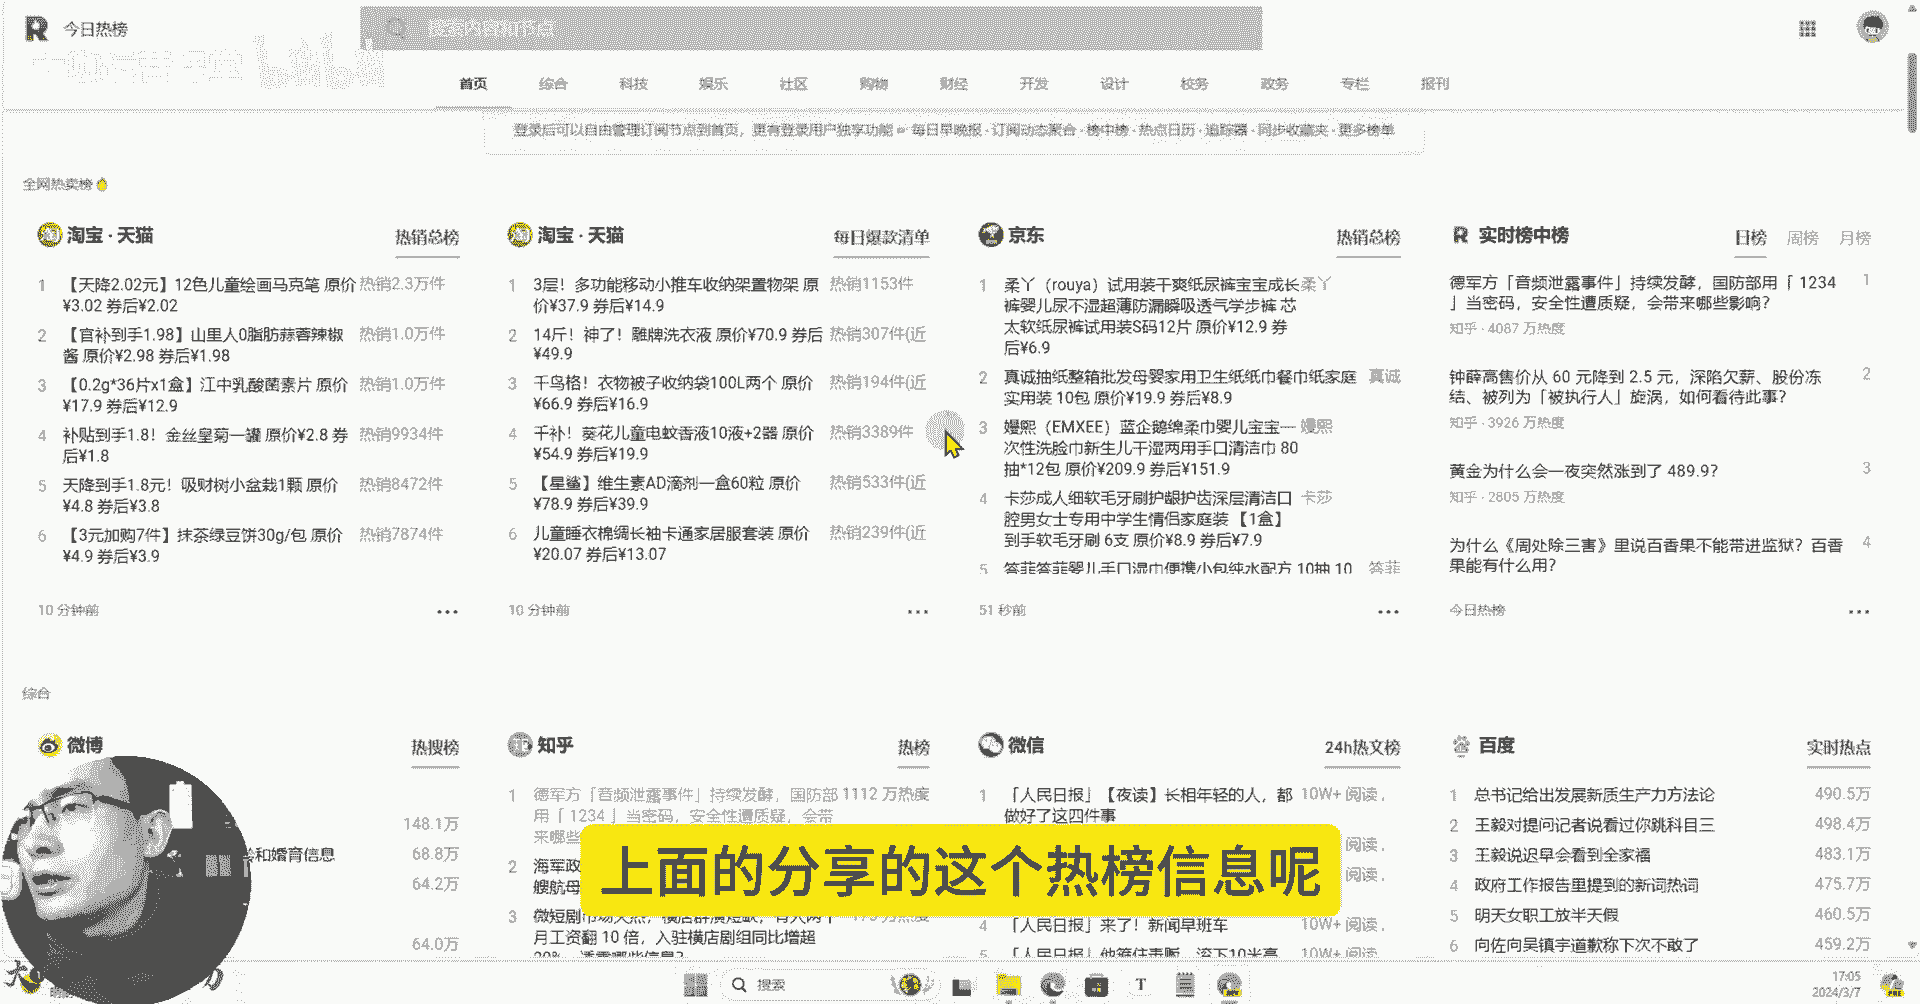 今日热榜
搜索内容和节点
首页 综合 科技 娱乐 社区 购物 财经 开发 设计 校务 政务 专栏 报刊
登录后可以自由管理订阅节点到首页，更有登录用户独享功能 = 每日早晚报 · 订阅动态聚合 · 榜中榜 · 热点日历 · 追踪器 · 同步收藏夹 · 更多榜单
全网热卖榜
淘宝 · 天猫 热销总榜
1 【天降2.02元】12色儿童绘画马克笔 原价 热销2.3万件
¥3.02 券后¥2.02
2 【官补到手1.98】山里人0脂肪蒜蓉辣椒 热销1.0万件
酱 原价¥2.98 券后¥1.98
3 【0.2g*36片x1盒】江中乳酸菌素片 原价 热销1.0万件
¥17.9 券后¥12.9
4 补贴到手1.8！金丝皇菊一罐 原价¥2.8 券 热销9934件
后¥1.8
5 天降到手1.8元！吸财树小盆栽1颗 原价 热销8472件
¥4.8 券后¥3.8
6 【3元加购7件】抹茶绿豆饼30g/包 原价 热销7874件
¥4.9 券后¥3.9
10 分钟前
淘宝 · 天猫 每日爆款清单
1 3层！多功能移动小推车收纳架置物架 原 热销1153件
价¥37.9 券后¥14.9
2 14斤！神了！雕牌洗衣液 原价¥70.9 券后 热销307件(近
¥49.9
3 千鸟格！衣物被子收纳袋100L两个 原价 热销194件(近
¥66.9 券后¥16.9
4 千补！葵花儿童电蚊香液10液+2器 原价 热销3389件
¥54.9 券后¥19.9
5 【星鲨】维生素AD滴剂一盒60粒 原价 热销533件(近
¥78.9 券后¥39.9
6 儿童睡衣棉绸长袖卡通家居服套装 原价 热销239件(近
¥20.07 券后¥13.07
10 分钟前
京东 热销总榜
1 柔丫（rouya）试用装干爽纸尿裤宝宝成长 柔丫
裤婴儿尿不湿超薄防漏瞬吸透气学步裤 芯
太软纸尿裤试用装S码12片 原价¥12.9 券
后¥6.9
2 真诚抽纸整箱批发母婴家用卫生纸纸巾餐巾纸家庭 真诚
实用装 10包 原价¥19.9 券后¥8.9
3 嫚熙（EMXEE）蓝企鹅绵柔巾婴儿宝宝一 嫚熙
次性洗脸巾新生儿干湿两用手口清洁巾 80
抽*12包 原价¥209.9 券后¥151.9
4 卡莎成人细软毛牙刷护龈护齿深层清洁口 卡莎
腔男女士专用中学生情侣家庭装 【1盒】
到手软毛牙刷 6支 原价¥8.9 券后¥7.9
5 答菲答菲婴儿手口湿巾便携小包纯水配方 10抽 10 答菲
51 秒前
实时榜中榜 日榜 周榜 月榜
德军方「音频泄露事件」持续发酵，国防部用「 1234 1
」当密码，安全性遭质疑，会带来哪些影响？
知乎 · 4087 万热度
钟薛高售价从 60 元降到 2.5 元，深陷欠薪、股份冻 2
结、被列为「被执行人」旋涡，如何看待此事？
知乎 · 3926 万热度
黄金为什么会一夜突然涨到了 489.9？ 3
知乎 · 2805 万热度
为什么《周处除三害》里说百香果不能带进监狱？百香 4
果能有什么用？
今日热榜
综合
微博 热搜榜
148.1万
和婚育信息 68.8万
64.2万
64.0万
知乎 热榜
1 德军方「音频泄露事件」持续发酵，国防部 1112 万热度
用「 1234 」当密码，安全性遭质疑，会带
来哪些
2 海军政
艘航母
3
月工资翻 10 倍，入驻横店剧组同比增超
微信 24h热文榜
1 「人民日报」【夜读】长相年轻的人，都 10W+ 阅读 .
做好了这四件事
阅读 .
阅读 .
4 「人民日报」来了！新闻早班车 10W+ 阅读 .
5 「人民日报」他箍住毒贩，滚下10米高 10W+ 阅读 .
百度 实时热点
1 总书记给出发展新质生产力方法论 490.5万
2 王毅对提问记者说看过你跳科目三 498.4万
3 王毅说迟早会看到全家福 483.1万
4 政府工作报告里提到的新词热词 475.7万
5 明天女职工放半天假 460.5万
6 向佐向吴镇宇道歉称下次不敢了 459.2万
上面的分享的这个热榜信息呢
搜索
17:05
2024/3/7